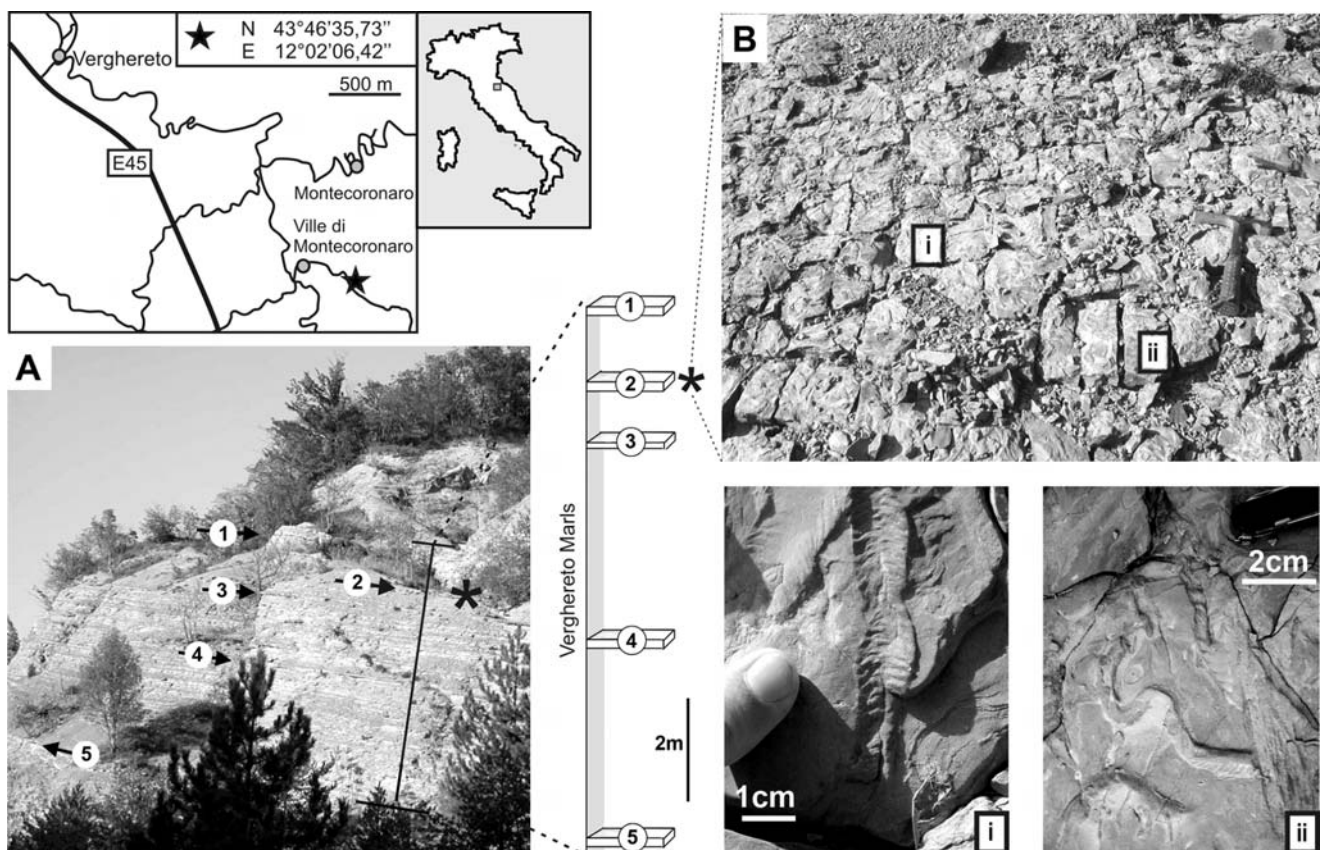 Verghereto
★ N 43°46'35,73’’
E 12°02'06,42’’
500 m
E45
Montecoronaro
Ville di
Montecoronaro
A
1
2
3
4
5
*
1
2
*
3
4
5
Verghereto Marls
2m
B
i
ii
1cm
i
2cm
ii